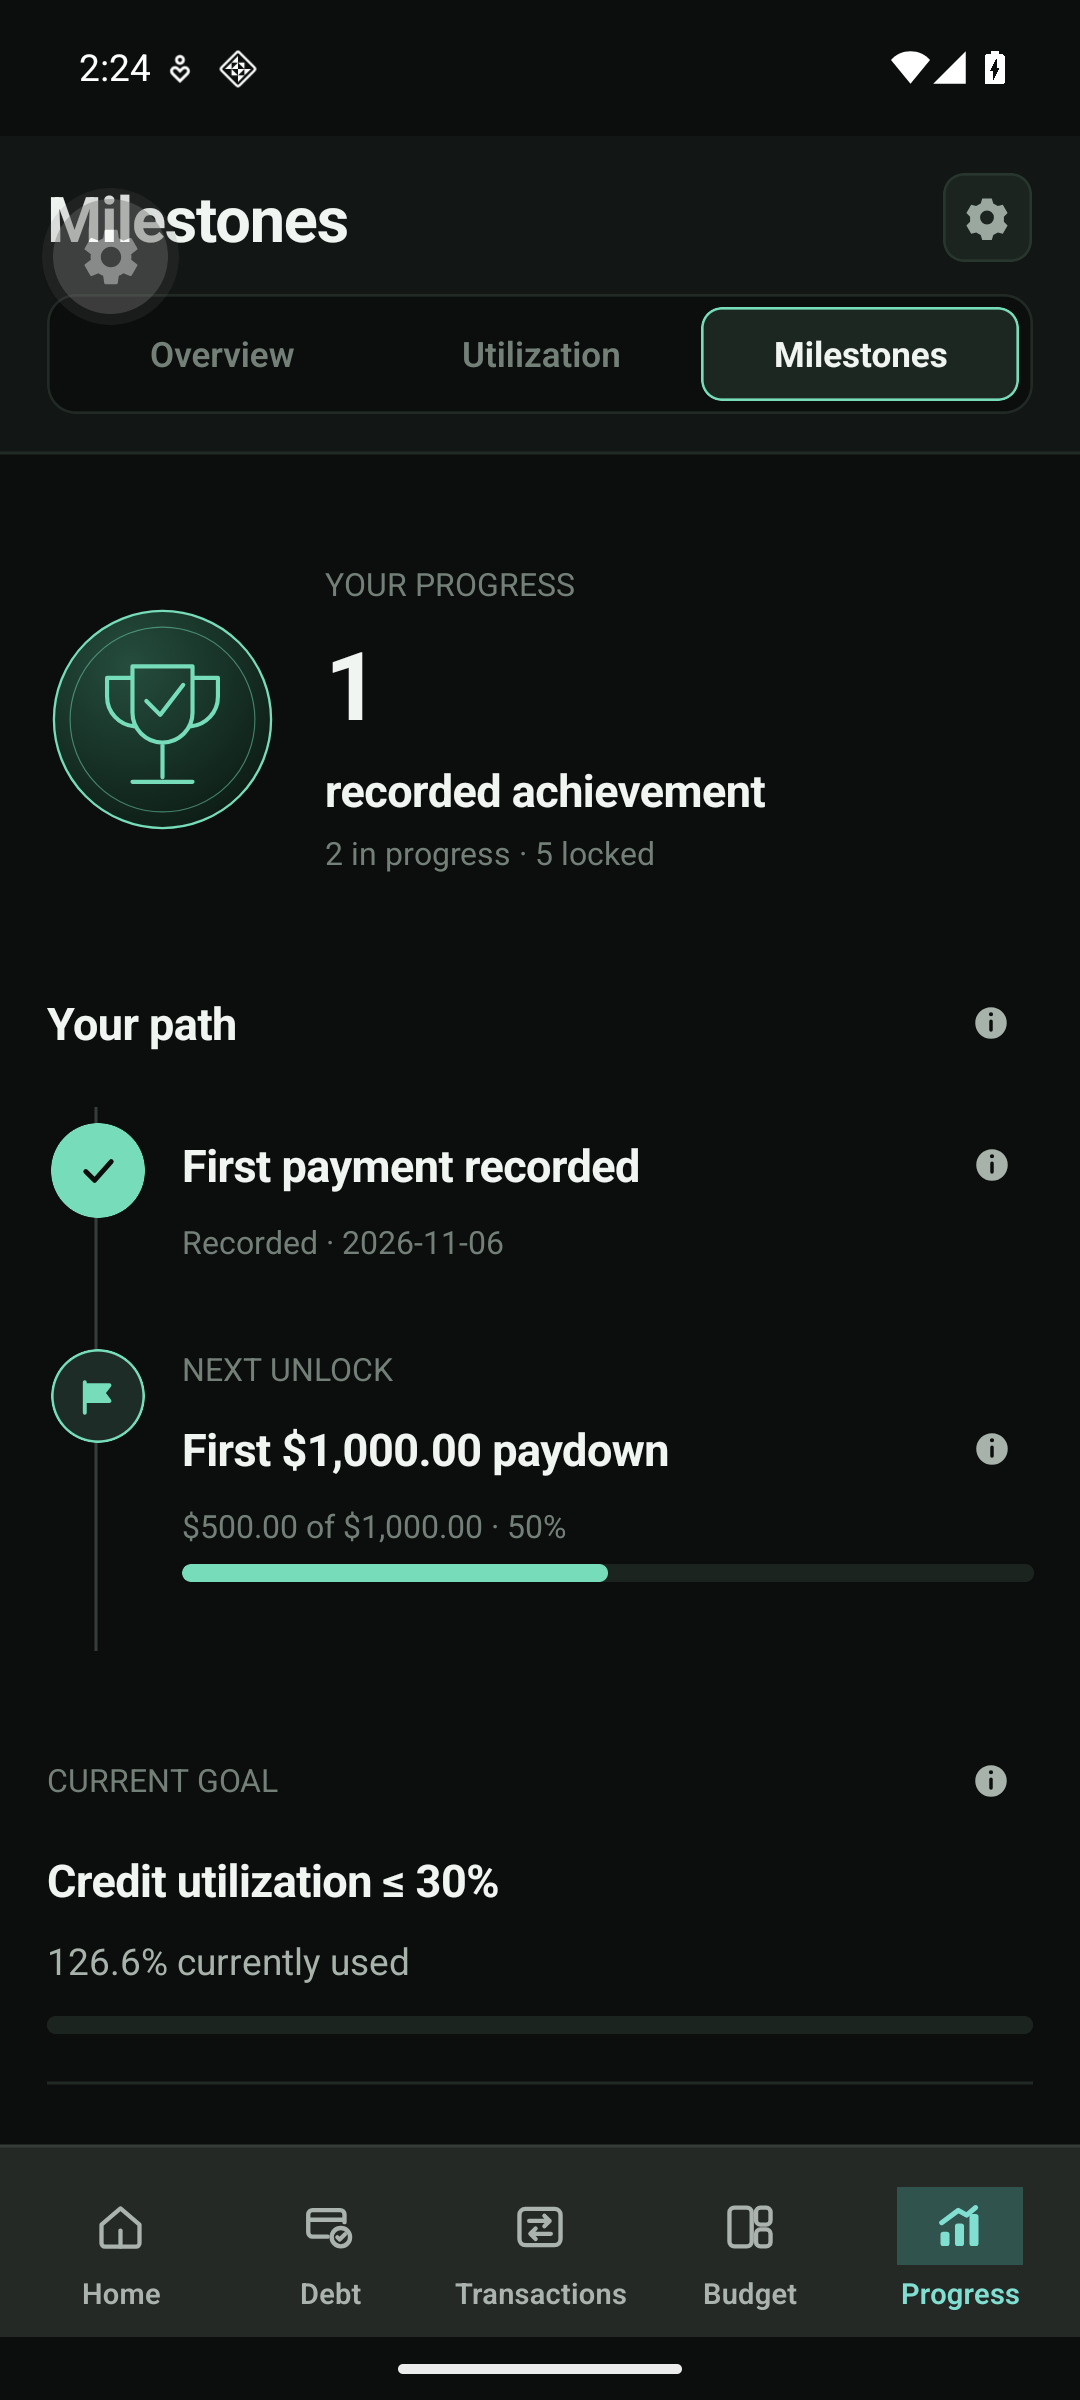 2:24
Milestones
Overview
Utilization
Milestones
YOUR PROGRESS
1
recorded achievement
2 in progress · 5 locked
Your path
First payment recorded
Recorded · 2026-11-06
NEXT UNLOCK
First $1,000.00 paydown
$500.00 of $1,000.00 · 50%
CURRENT GOAL
Credit utilization ≤ 30%
126.6% currently used
Home
Debt
Transactions
Budget
Progress